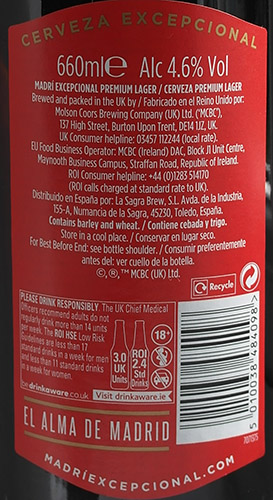 CERVEZA EXCEPCIONAL
660ml℮ Alc 4.6% Vol
MADRÍ EXCEPCIONAL PREMIUM LAGER / CERVEZA PREMIUM LAGER
Brewed and packed in the UK by / Fabricado en el Reino Unido por:
Molson Coors Brewing Company (UK) Ltd. ("MCBC"),
137 High Street, Burton Upon Trent, DE14 1JZ, UK.
UK Consumer helpline: 03457 112244 (local rate).
EU Food Business Operator: MCBC (Ireland) DAC, Block J1 Unit Centre,
Maynooth Business Campus, Straffan Road, Republic of Ireland.
ROI Consumer helpline: +44 (0)1283 514170
(ROI calls charged at standard rate to UK).
Distribuido en España por: La Sagra Brew, S.L. Avda. de la Industria,
155-A, Numancia de la Sagra, 45230, Toledo, España.
Contains barley and wheat. / Contiene cebada y trigo.
Store in a cool place. / Conservar en lugar seco.
For Best Before End: see bottle shoulder. / Consumir preferentemente
antes del: ver cuello de la botella.
©, ®, ™ MCBC (UK) Ltd.
Recycle
PLEASE DRINK RESPONSIBLY. The UK Chief Medical
Officers recommend adults do not
regularly drink more than 14 units
per week. The ROI HSE Low Risk
Guidelines are less than 17
standard drinks in a week for men
and less than 11 standard drinks
in a week for women.
3.0
UK
Units
ROI
2.4
Std
Drinks
18+
be drinkaware.co.uk
Visit drinkaware.ie
EL ALMA DE MADRID
5 010038 484098
7071975
MADRÍEXCEPCIONAL.COM